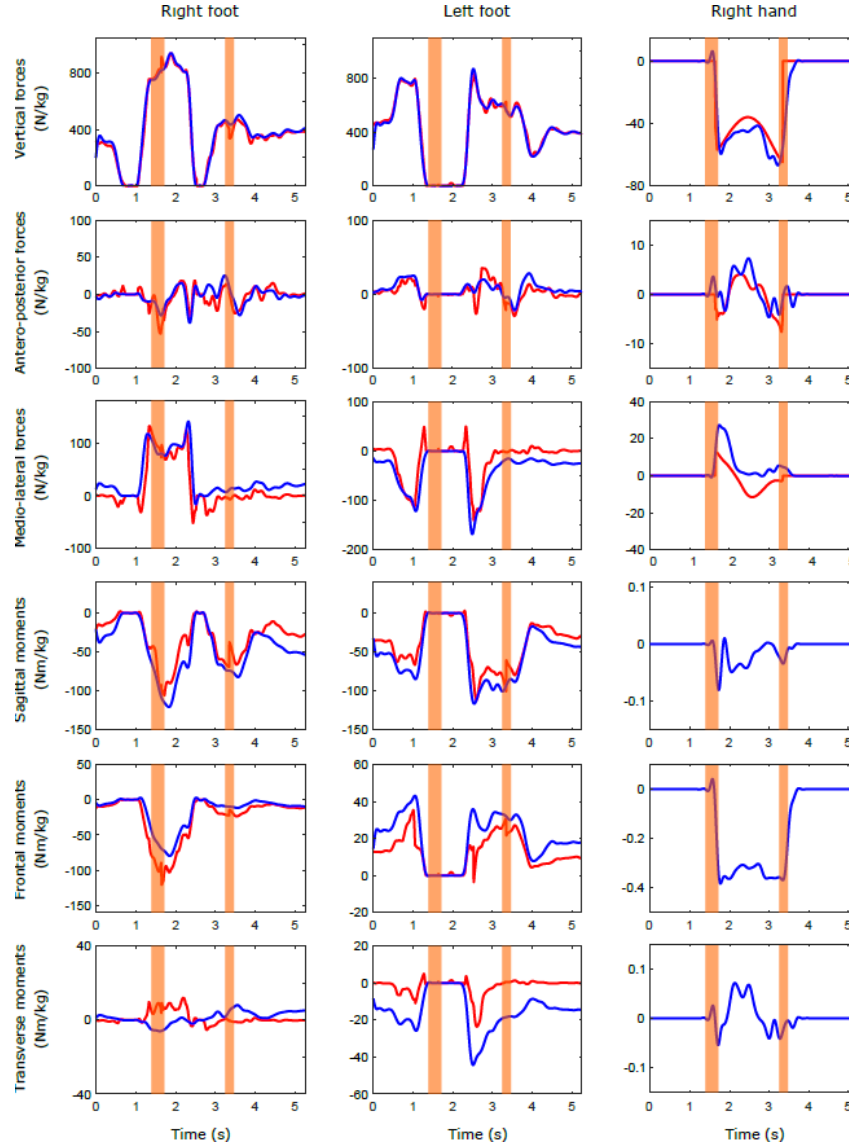 Right foot
Left foot
Right hand
Vertical forces
(N/kg)
800
400
0
0 1 2 3 4 5
800
400
0
0 1 2 3 4 5
0
-40
-80
0 1 2 3 4 5
Antero-posterior forces
(N/kg)
100
50
0
-50
-100
0 1 2 3 4 5
100
0
-100
0 1 2 3 4 5
15
0
-10
0 1 2 3 4 5
Medio-lateral forces
(N/kg)
100
0
-100
0 1 2 3 4 5
100
0
-100
-200
0 1 2 3 4 5
40
20
0
-20
-40
0 1 2 3 4 5
Sagittal moments
(Nm/kg)
0
-50
-100
-150
0 1 2 3 4 5
0
-50
-100
-150
0 1 2 3 4 5
0.1
0
-0.1
0 1 2 3 4 5
Frontal moments
(Nm/kg)
50
0
-50
-100
-150
0 1 2 3 4 5
60
40
20
0
-20
0 1 2 3 4 5
0.1
0
-0.2
-0.4
0 1 2 3 4 5
Transverse moments
(Nm/kg)
40
0
-40
0 1 2 3 4 5
20
0
-20
-40
-60
0 1 2 3 4 5
0.1
0
-0.1
0 1 2 3 4 5
Time (s)
Time (s)
Time (s)